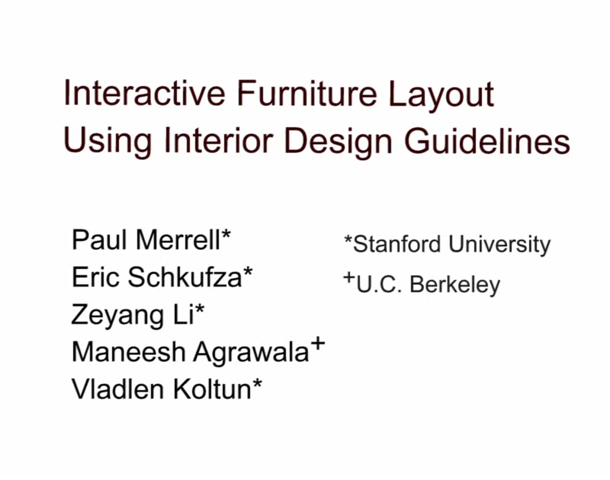 Interactive Furniture Layout
Using Interior Design Guidelines
Paul Merrell*
Eric Schkufza*
Zeyang Li*
Maneesh Agrawala+
Vladlen Koltun*
*Stanford University
+U.C. Berkeley